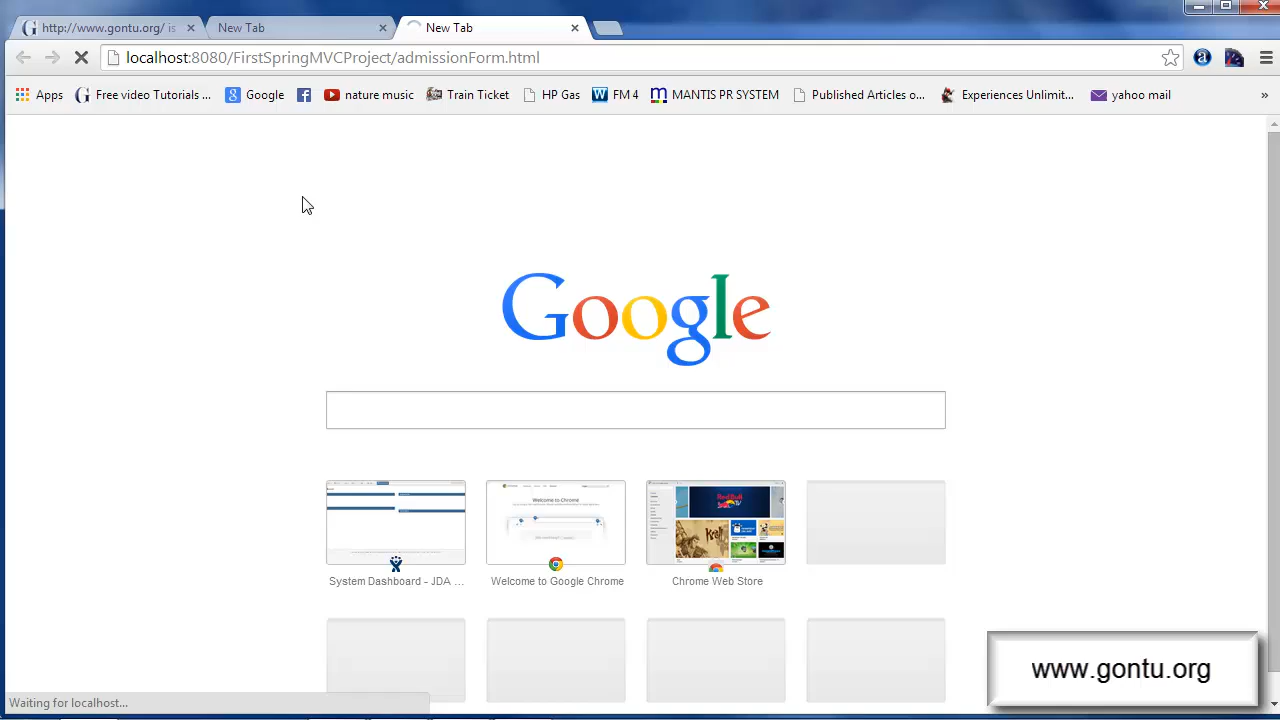 http://www.gontu.org/ is
New Tab
New Tab
localhost:8080/FirstSpringMVCProject/admissionForm.html
Apps
Free video Tutorials ...
Google
nature music
Train Ticket
HP Gas
FM 4
MANTIS PR SYSTEM
Published Articles o...
Experiences Unlimit...
yahoo mail
»
Google
System Dashboard - JDA ...
Welcome to Google Chrome
Chrome Web Store
www.gontu.org
Waiting for localhost...